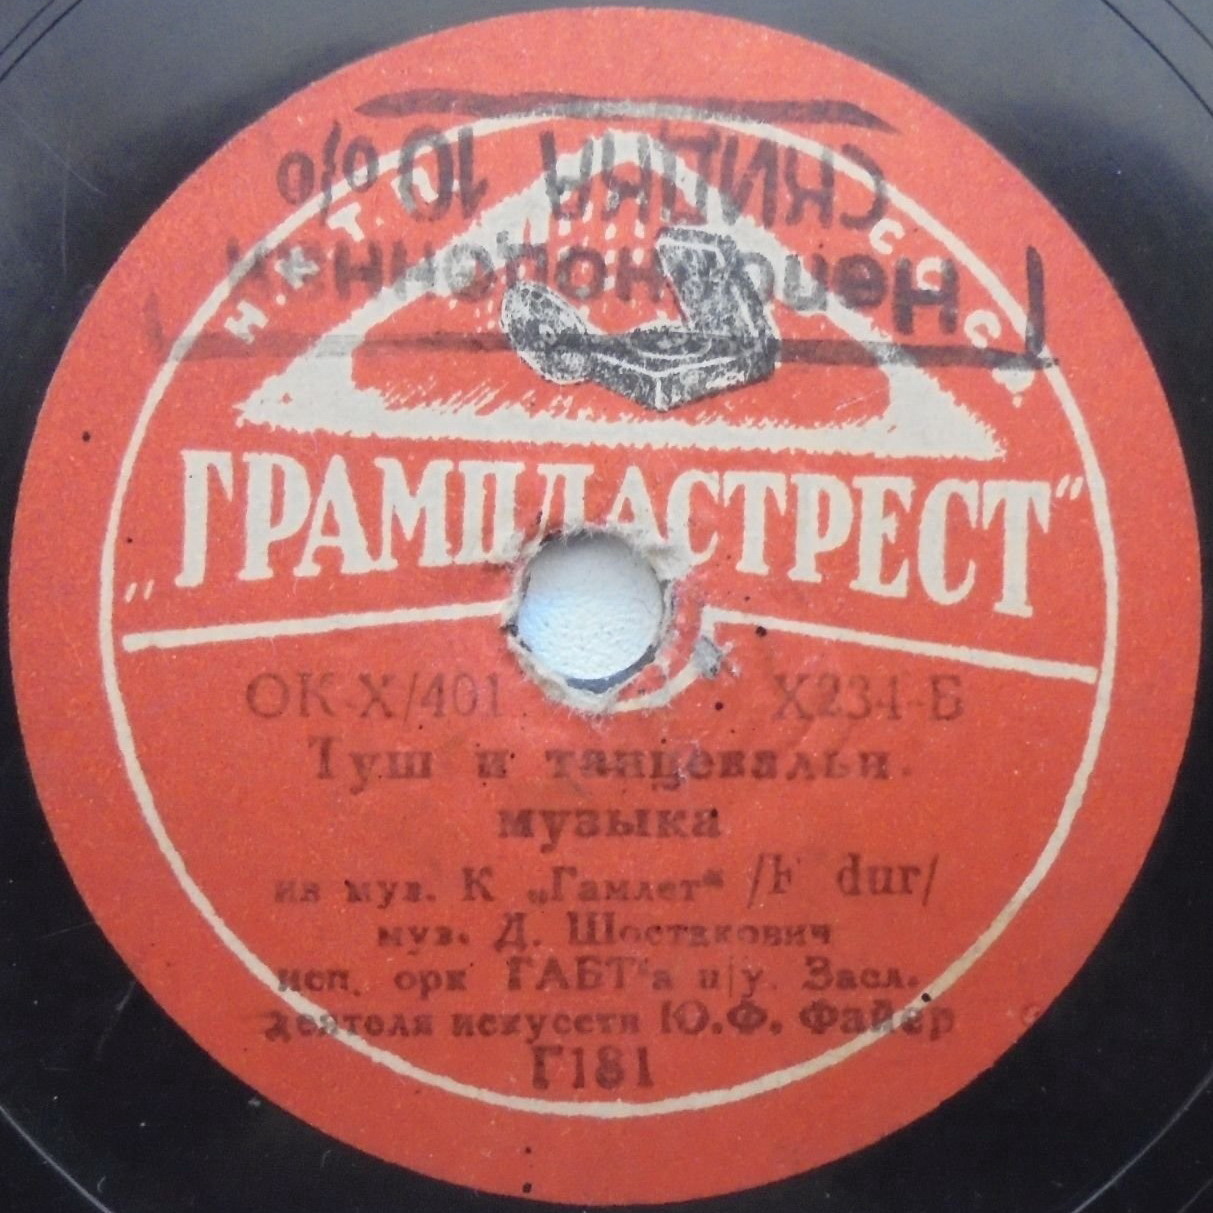 Н.К.Т.П. С С С Р
„ГРАМПЛАСТРЕСТ“
скидка 10%
ОК-Х/401 Х234-Б
Туш и танцевальн.
музыка
из муз. К „Гамлет“ /F dur/
муз. Д. Шостакович
исп. орк ГАБТ'а п/у. Засл.
деятеля искусств Ю.Ф. Файер
Г181